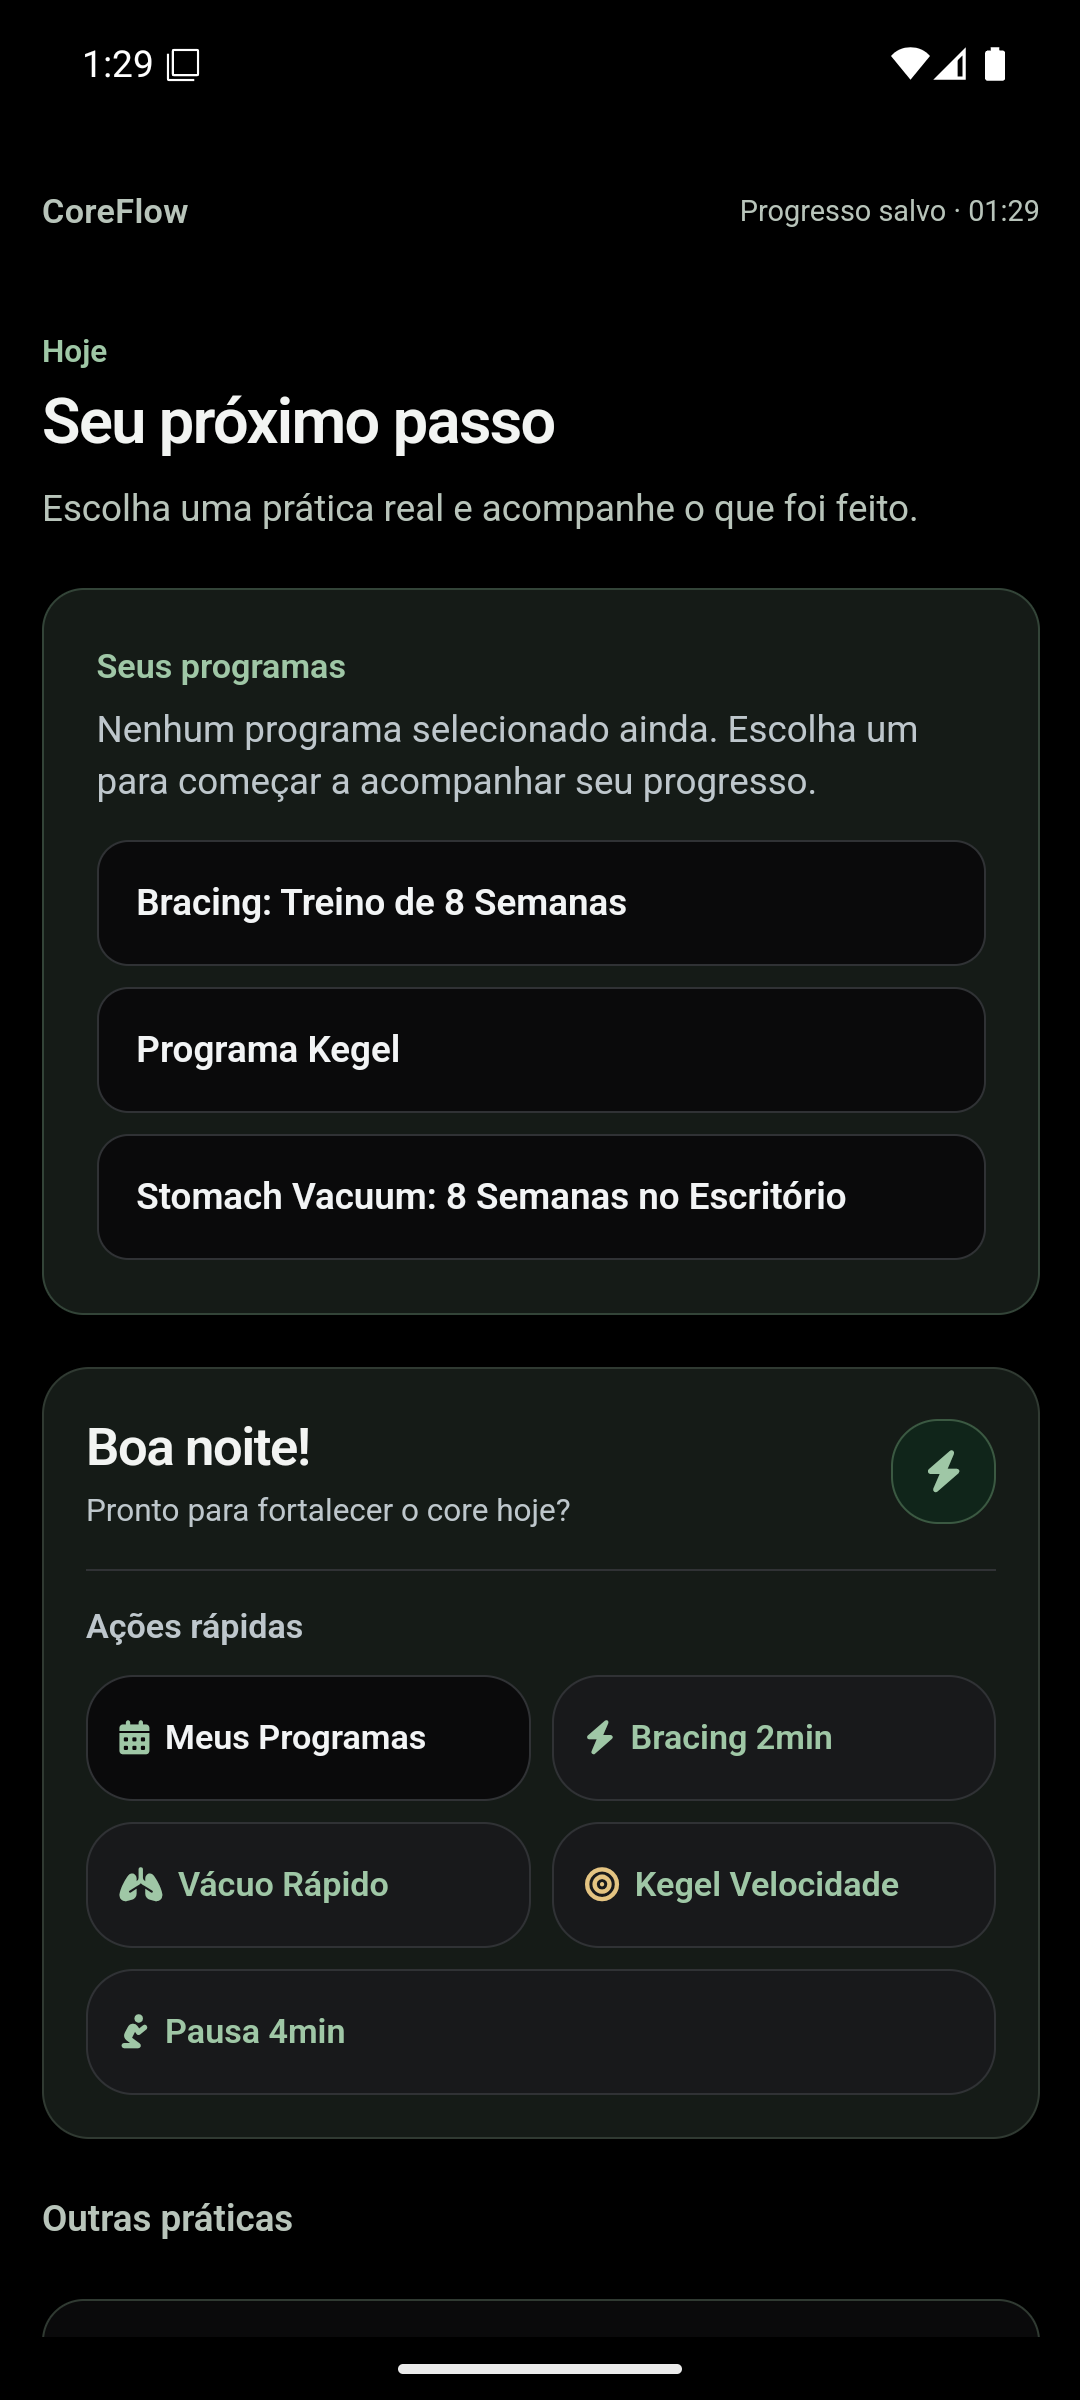 1:29
CoreFlow
Progresso salvo · 01:29
Hoje
Seu próximo passo
Escolha uma prática real e acompanhe o que foi feito.
Seus programas
Nenhum programa selecionado ainda. Escolha um
para começar a acompanhar seu progresso.
Bracing: Treino de 8 Semanas
Programa Kegel
Stomach Vacuum: 8 Semanas no Escritório
Boa noite!
Pronto para fortalecer o core hoje?
Ações rápidas
Meus Programas
Bracing 2min
Vácuo Rápido
Kegel Velocidade
Pausa 4min
Outras práticas